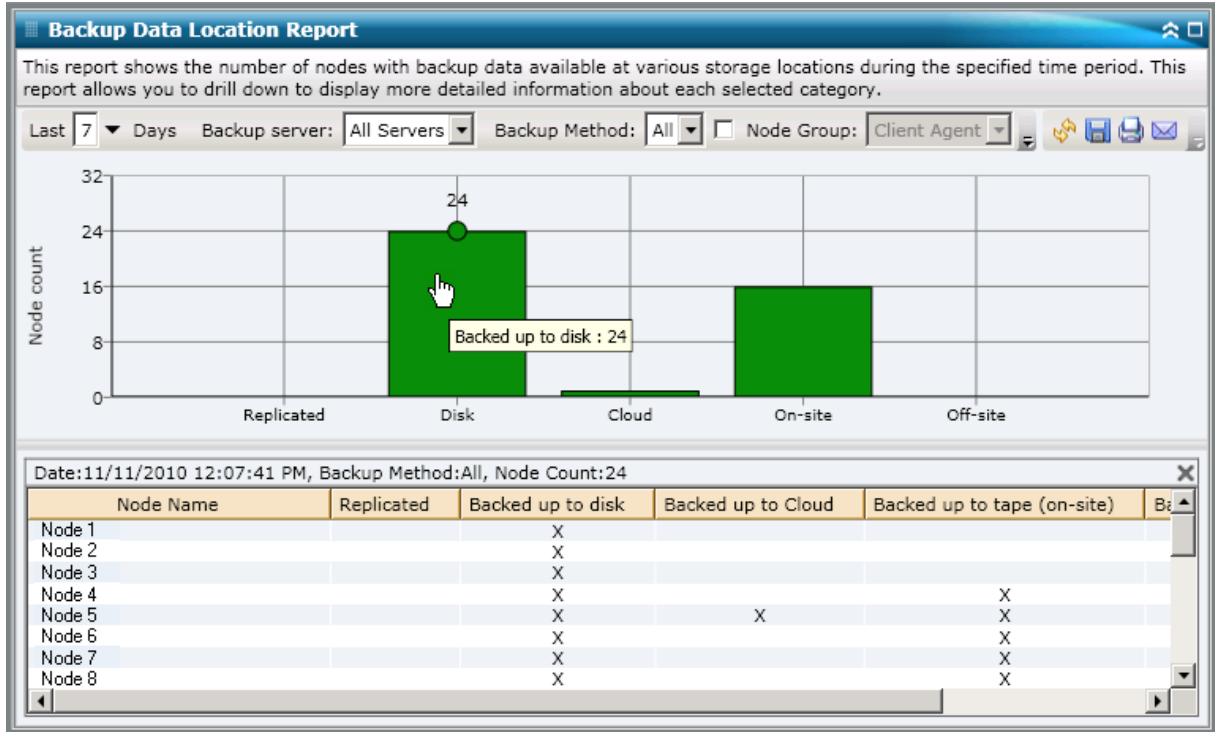 Backup Data Location Report
This report shows the number of nodes with backup data available at various storage locations during the specified time period. This
report allows you to drill down to display more detailed information about each selected category.
Last 7 Days Backup server: All Servers Backup Method: All Node Group: Client Agent
32
24
24
16
8
0
Node count
Backed up to disk : 24
Replicated Disk Cloud On-site Off-site
Date:11/11/2010 12:07:41 PM, Backup Method:All, Node Count:24
Node Name Replicated Backed up to disk Backed up to Cloud Backed up to tape (on-site) Ba
Node 1 X
Node 2 X
Node 3 X
Node 4 X X
Node 5 X X X
Node 6 X X
Node 7 X X
Node 8 X X